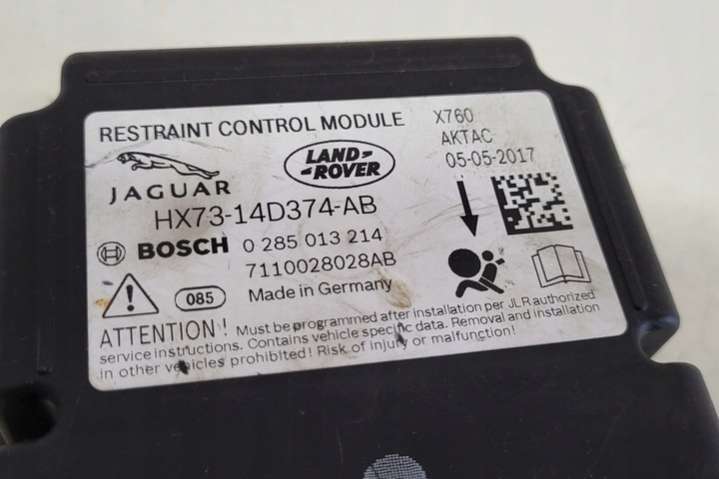 RESTRAINT CONTROL MODULE
X760
AKTAC
05-05-2017
JAGUAR
LAND-
-ROVER
HX73-14D374-AB
BOSCH 0 285 013 214
7110028028AB
085
Made in Germany
ATTENTION! Must be programmed after installation per JLR authorized
service instructions. Contains vehicle specific data. Removal and installation
in other vehicles prohibited! Risk of injury or malfunction!